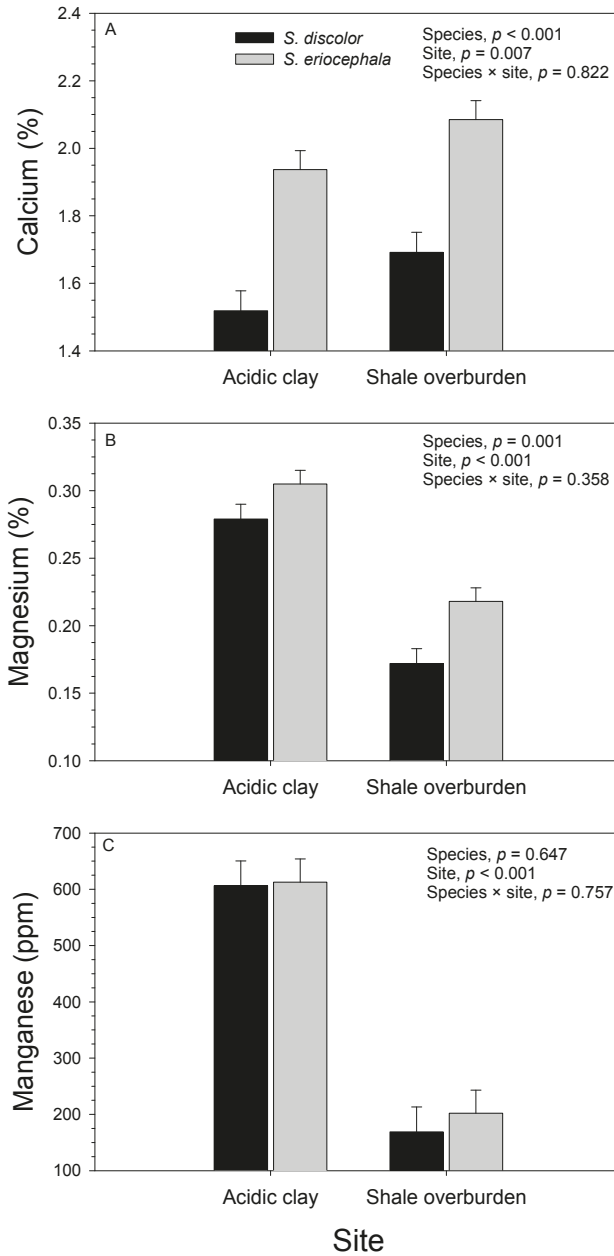 A
S. discolor
S. eriocephala
Species, p < 0.001
Site, p = 0.007
Species × site, p = 0.822
Calcium (%)
2.4
2.2
2.0
1.8
1.6
1.4
Acidic clay
Shale overburden
B
Species, p = 0.001
Site, p < 0.001
Species × site, p = 0.358
Magnesium (%)
0.35
0.30
0.25
0.20
0.15
0.10
Acidic clay
Shale overburden
C
Species, p = 0.647
Site, p < 0.001
Species × site, p = 0.757
Manganese (ppm)
700
600
500
400
300
200
100
Acidic clay
Shale overburden
Site